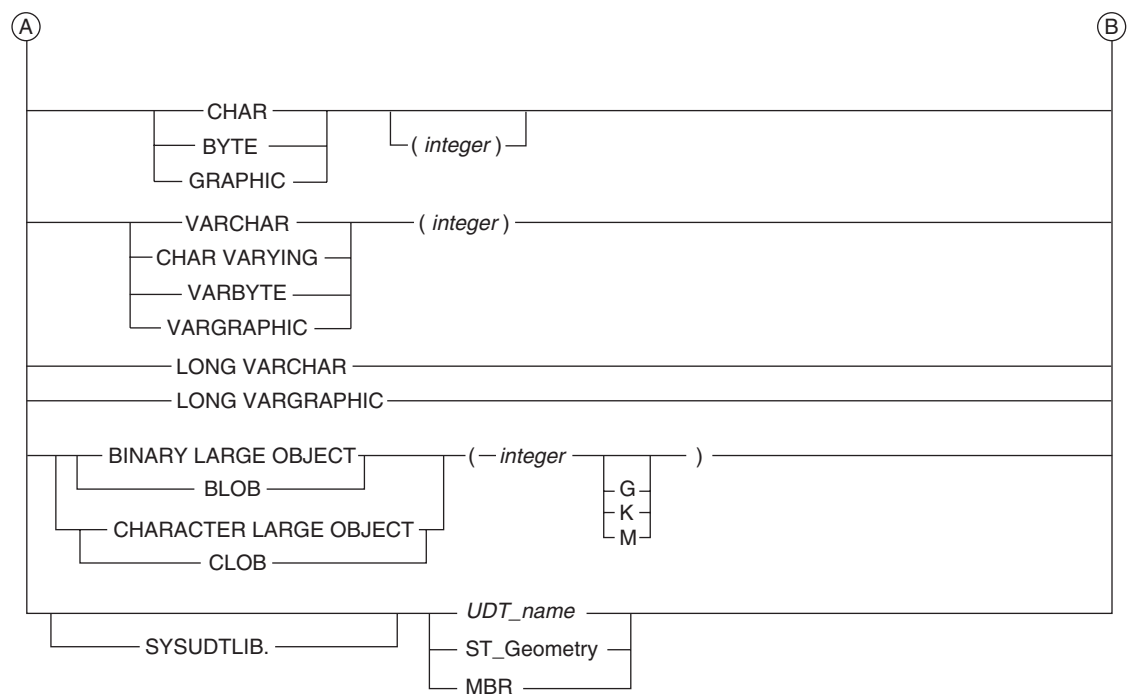 A B
CHAR
BYTE ( integer )
GRAPHIC
VARCHAR ( integer )
CHAR VARYING
VARBYTE
VARGRAPHIC
LONG VARCHAR
LONG VARGRAPHIC
BINARY LARGE OBJECT ( integer )
BLOB G
K
CHARACTER LARGE OBJECT M
CLOB
UDT_name
SYSUDTLIB. ST_Geometry
MBR